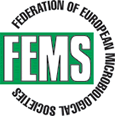 FEDERATION OF EUROPEAN MICROBIOLOGICAL SOCIETIES
FEMS